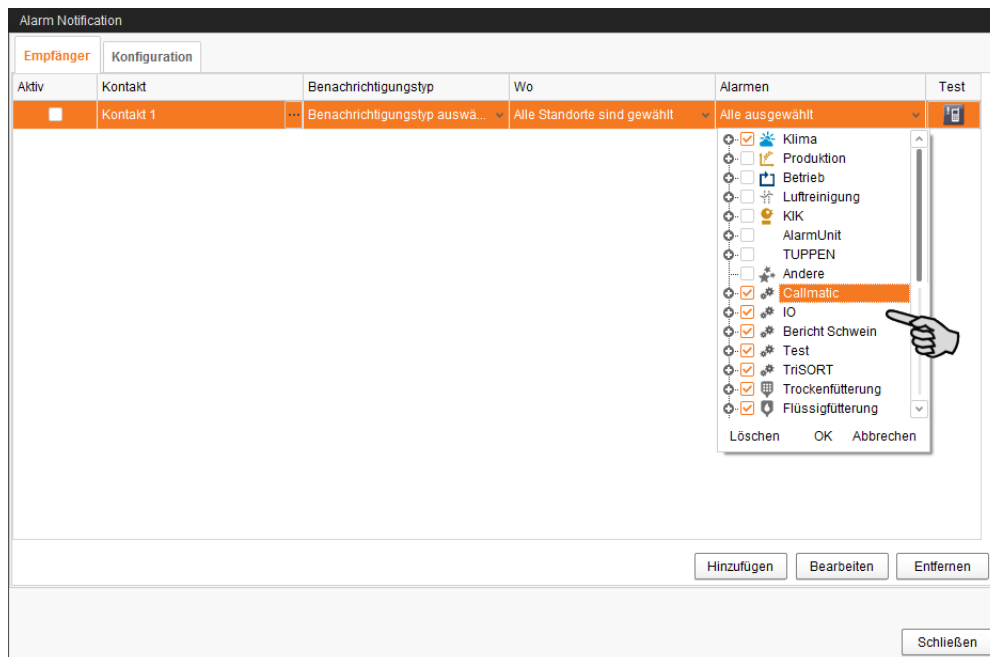 Alarm Notification
Empfänger Konfiguration
Aktiv Kontakt Benachrichtigungstyp Wo Alarmen Test
Kontakt 1 ... Benachrichtigungstyp auswä... Alle Standorte sind gewählt Alle ausgewählt
Klima
Produktion
Betrieb
Luftreinigung
KIK
AlarmUnit
TUPPEN
Andere
Callmatic
IO
Bericht Schwein
Test
TriSORT
Trockenfütterung
Flüssigfütterung
Löschen OK Abbrechen
Hinzufügen Bearbeiten Entfernen
Schließen